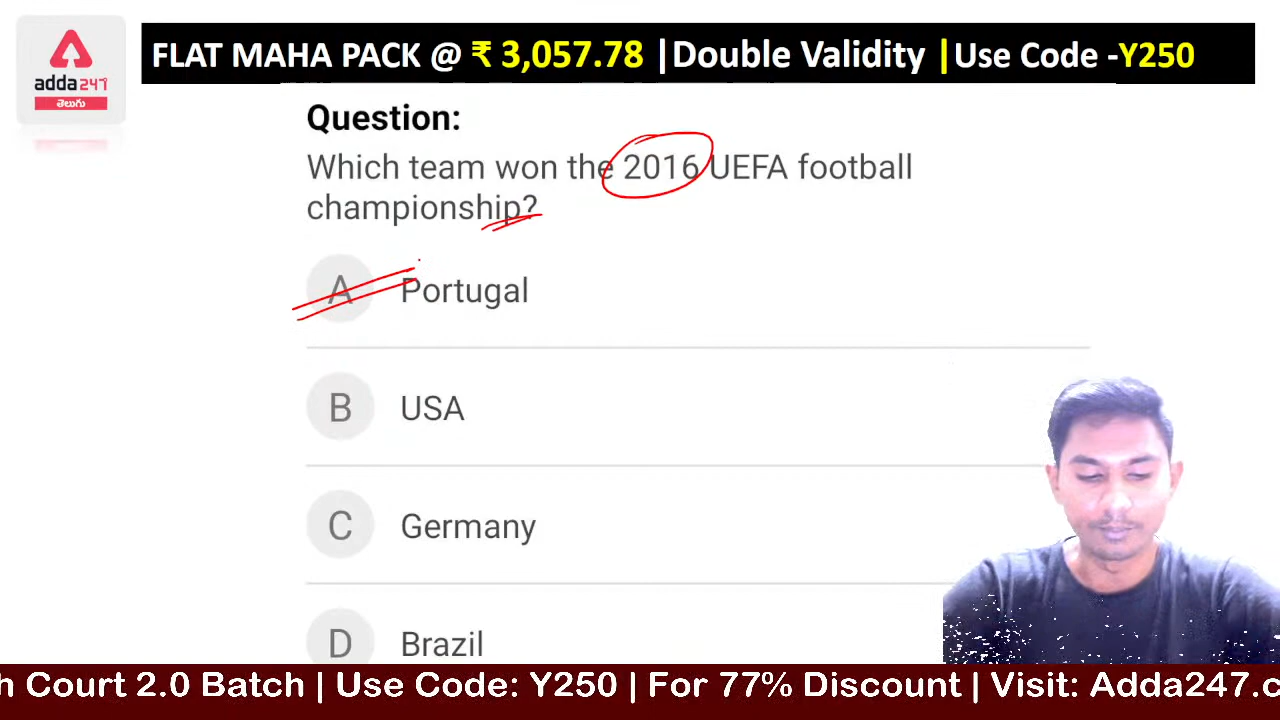 FLAT MAHA PACK @ ₹ 3,057.78 |Double Validity |Use Code -Y250
adda247
తెలుగు
Question:
Which team won the 2016 UEFA football
championship?
A Portugal
B USA
C Germany
D Brazil
h Court 2.0 Batch | Use Code: Y250 | For 77% Discount | Visit: Adda247.c